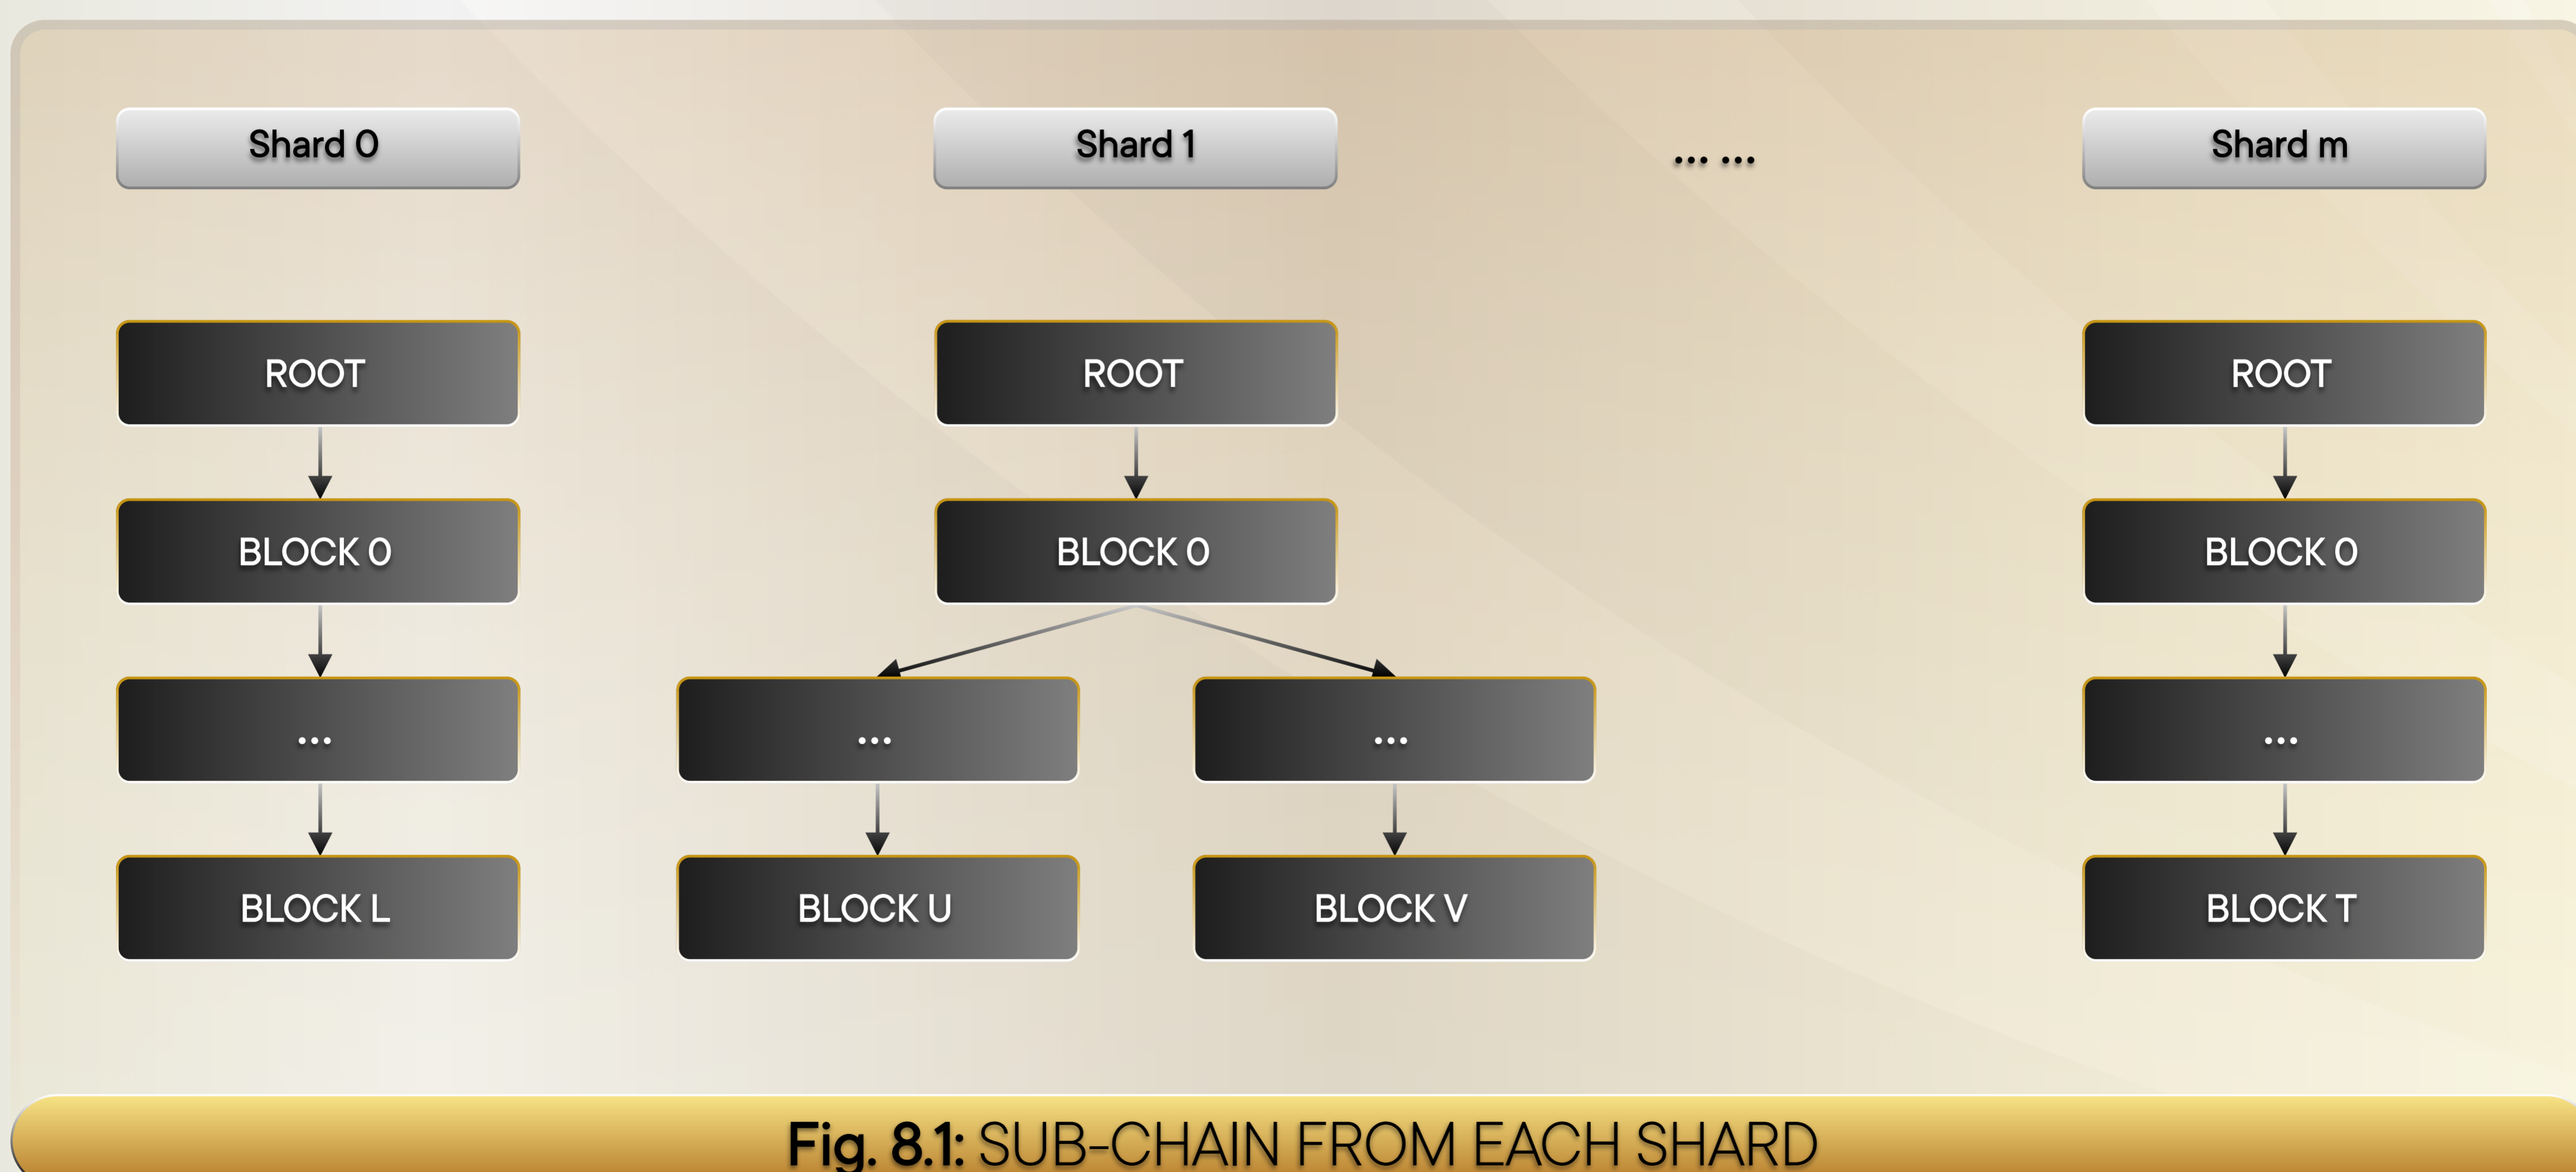 Shard 0
Shard 1
... ...
Shard m
ROOT
ROOT
ROOT
BLOCK 0
BLOCK 0
BLOCK 0
...
...
...
...
BLOCK L
BLOCK U
BLOCK V
BLOCK T
Fig. 8.1: SUB-CHAIN FROM EACH SHARD